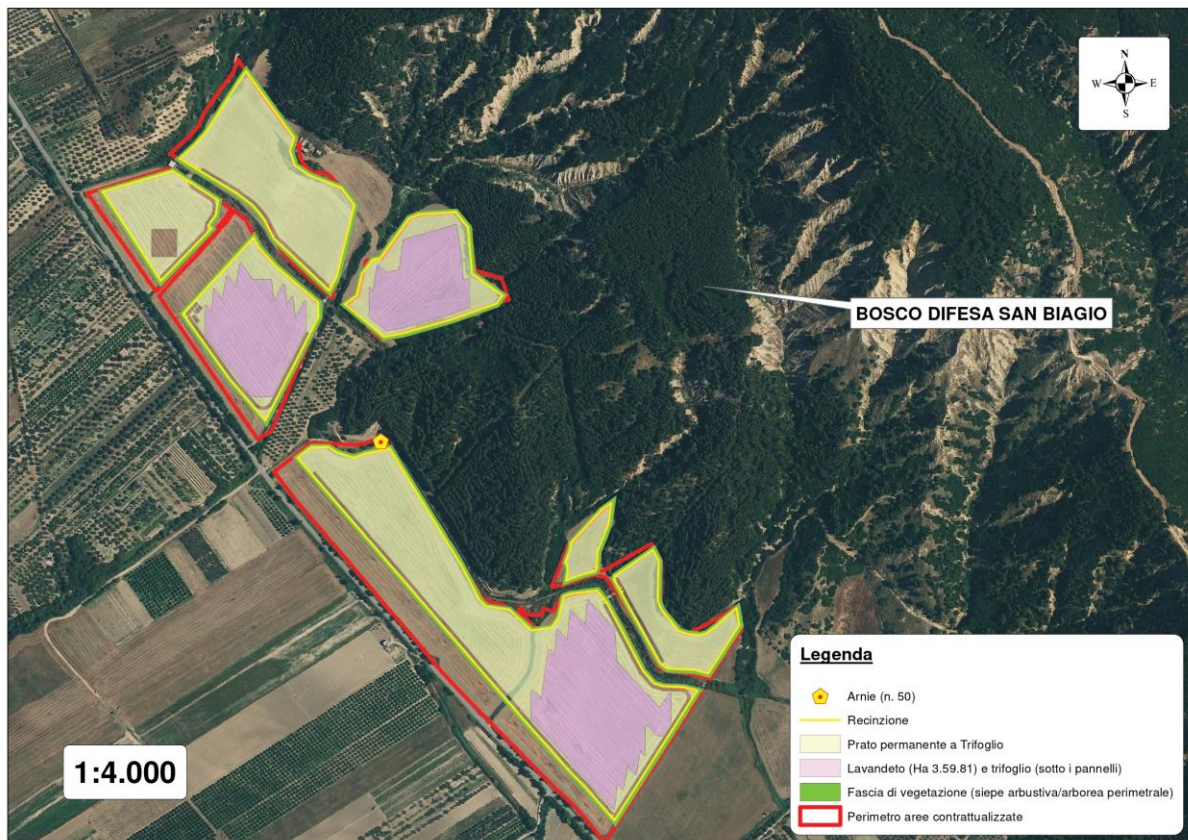 N
W E
S
BOSCO DIFESA SAN BIAGIO
Legenda
Arnie (n. 50)
Recinzione
Prato permanente a Trifoglio
Lavandeto (Ha 3.59.81) e trifoglio (sotto i pannelli)
Fascia di vegetazione (siepe arbustiva/arborea perimetrale)
Perimetro aree contrattualizzate
1:4.000